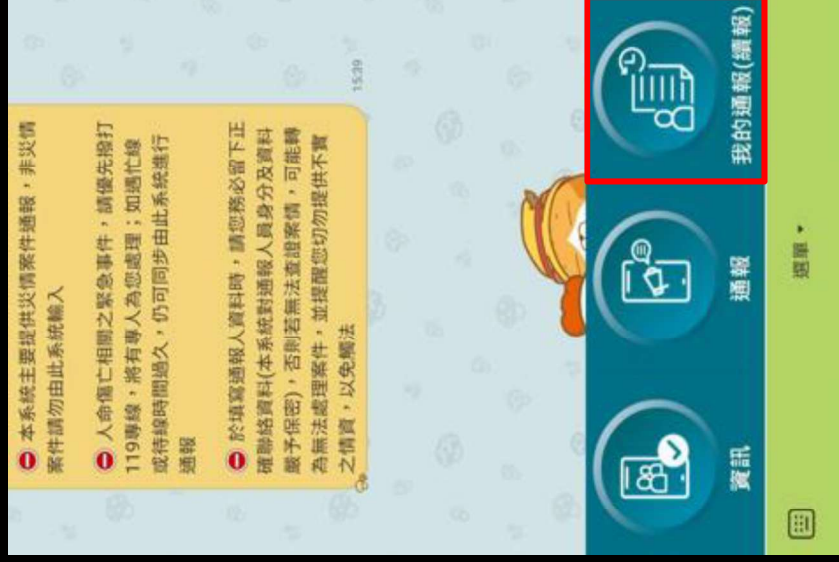 本系統主要提供災情案件通報，非災情
案件請勿由此系統輸入
人命傷亡相關之緊急事件，請優先撥打
119專線，將有專人為您處理；如遇忙線
或待線時間過久，仍可同步由此系統進行
通報
於填寫通報人資料時，請您務必留下正
確聯絡資料(本系統對通報人員身分及資料
嚴予保密)，否則若無法查證案情，可能轉
為無法處理案件，並提醒您切勿提供不實
之情資，以免觸法
15:39
資訊
通報
我的通報(續報)
選單